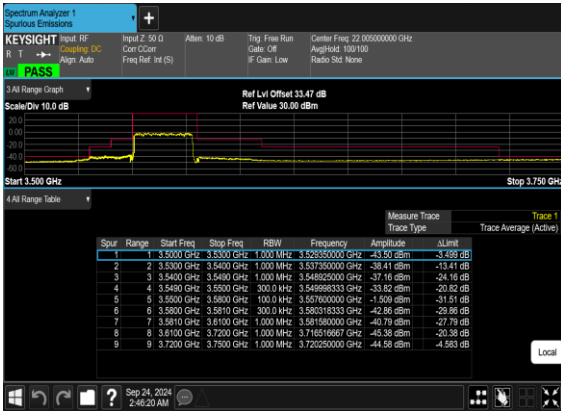 Spectrum Analyzer 1
Spurious Emissions
+
KEYSIGHT Input: RF Input Z: 50 Ω Atten: 10 dB Trig: Free Run Center Freq: 22.005000000 GHz
R T Coupling: DC Corr CCorr Gate: Off Avg|Hold: 100/100
Align: Auto Freq Ref: Int (S) IF Gain: Low Radio Std: None
LW PASS
3 All Range Graph
Ref Lvl Offset 33.47 dB
Scale/Div 10.0 dB Ref Value 30.00 dBm
20.0
0.00
-20.0
-40.0
-60.0
Start 3.500 GHz Stop 3.750 GHz
4 All Range Table
Measure Trace Trace 1
Trace Type Trace Average (Active)
Spur Range Start Freq Stop Freq RBW Frequency Amplitude ΔLimit
1 1 3.5000 GHz 3.5300 GHz 1.000 MHz 3.529350000 GHz -43.50 dBm -3.499 dB
2 2 3.5300 GHz 3.5400 GHz 1.000 MHz 3.537350000 GHz -38.41 dBm -13.41 dB
3 3 3.5400 GHz 3.5490 GHz 1.000 MHz 3.548925000 GHz -37.16 dBm -24.16 dB
4 4 3.5490 GHz 3.5500 GHz 300.0 kHz 3.549998333 GHz -33.82 dBm -20.82 dB
5 5 3.5500 GHz 3.5800 GHz 100.0 kHz 3.557600000 GHz -1.509 dBm -31.51 dB
6 6 3.5800 GHz 3.5810 GHz 300.0 kHz 3.580318333 GHz -42.86 dBm -29.86 dB
7 7 3.5810 GHz 3.6100 GHz 1.000 MHz 3.581580000 GHz -40.79 dBm -27.79 dB
8 8 3.6100 GHz 3.7200 GHz 1.000 MHz 3.716516667 GHz -45.38 dBm -20.38 dB
9 9 3.7200 GHz 3.7500 GHz 1.000 MHz 3.720250000 GHz -44.58 dBm -4.583 dB
Local
? Sep 24, 2024
2:46:20 AM